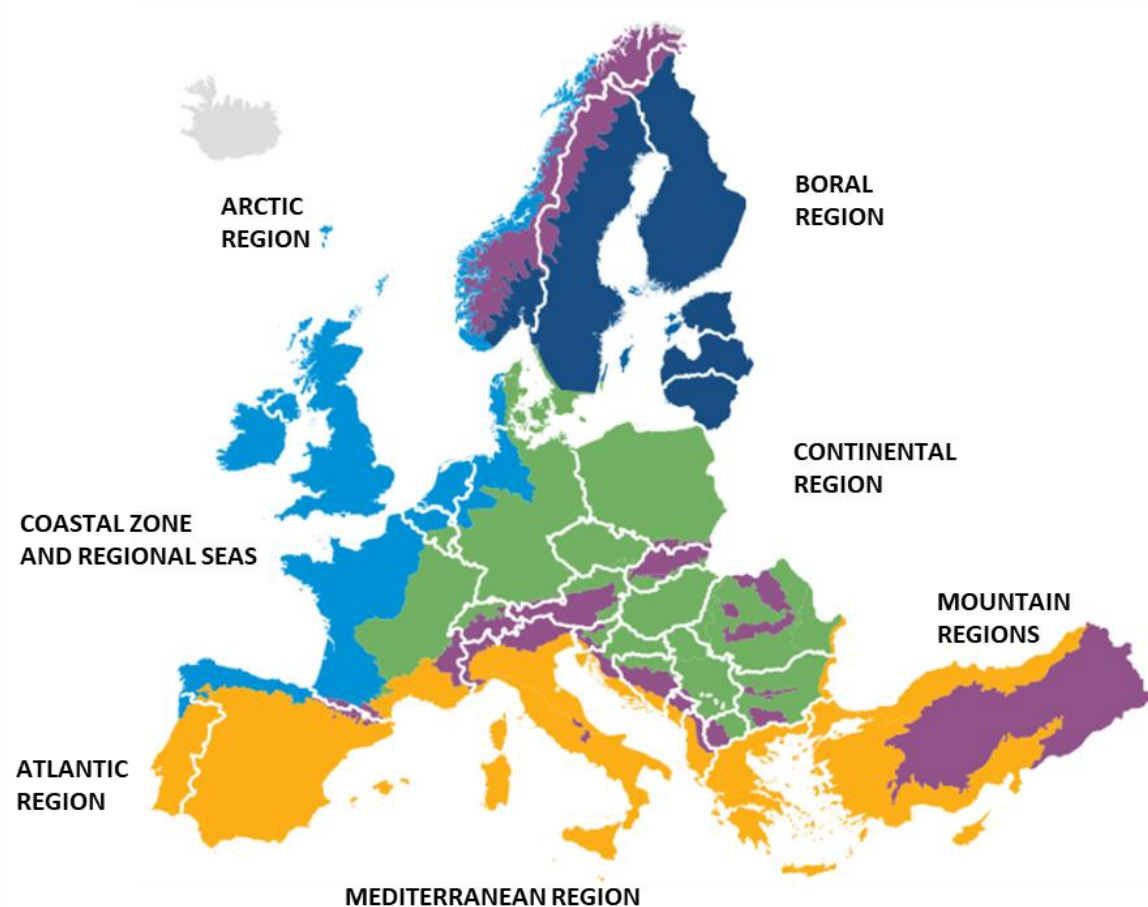 ARCTIC
REGION
BORAL
REGION
CONTINENTAL
REGION
COASTAL ZONE
AND REGIONAL SEAS
MOUNTAIN
REGIONS
ATLANTIC
REGION
MEDITERRANEAN REGION